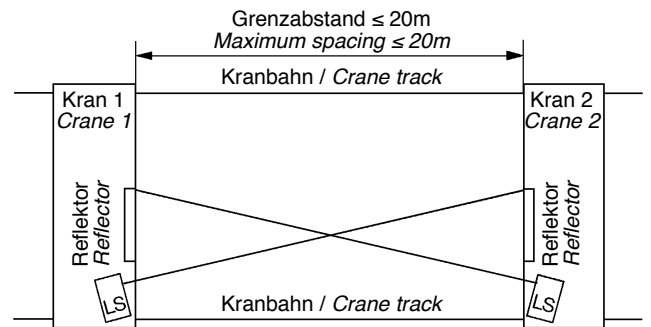 Grenzabstand ≤ 20m
Maximum spacing ≤ 20m
Kranbahn / Crane track
Kran 1
Crane 1
Kran 2
Crane 2
Reflektor
Reflector
Reflektor
Reflector
LS
LS
Kranbahn / Crane track